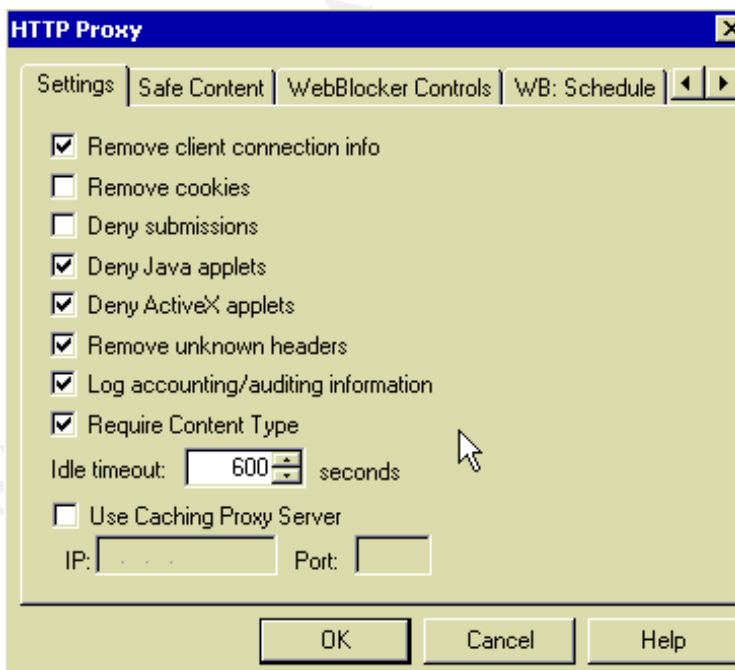 HTTP Proxy
Settings Safe Content WebBlocker Controls WB: Schedule
Remove client connection info
Remove cookies
Deny submissions
Deny Java applets
Deny ActiveX applets
Remove unknown headers
Log accounting/auditing information
Require Content Type
Idle timeout: 600 seconds
Use Caching Proxy Server
IP: . . . Port:
OK Cancel Help